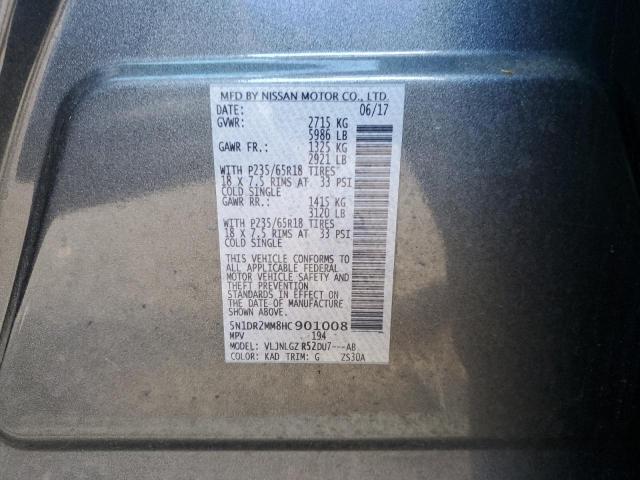 MFD BY NISSAN MOTOR CO., LTD.
DATE: 06/17
GVWR: 2715 KG
5986 LB
GAWR FR.: 1325 KG
2921 LB
WITH P235/65R18 TIRES
18 X 7.5 RIMS AT 33 PSI
COLD SINGLE
GAWR RR.: 1415 KG
3120 LB
WITH P235/65R18 TIRES
18 X 7.5 RIMS AT 33 PSI
COLD SINGLE
THIS VEHICLE CONFORMS TO
ALL APPLICABLE FEDERAL
MOTOR VEHICLE SAFETY AND
THEFT PREVENTION
STANDARDS IN EFFECT ON
THE DATE OF MANUFACTURE
SHOWN ABOVE.
5N1DR2MM8HC901008
MPV 194
MODEL: VLJNLGZ R52DU7---AB
COLOR: KAD TRIM: G ZS30A